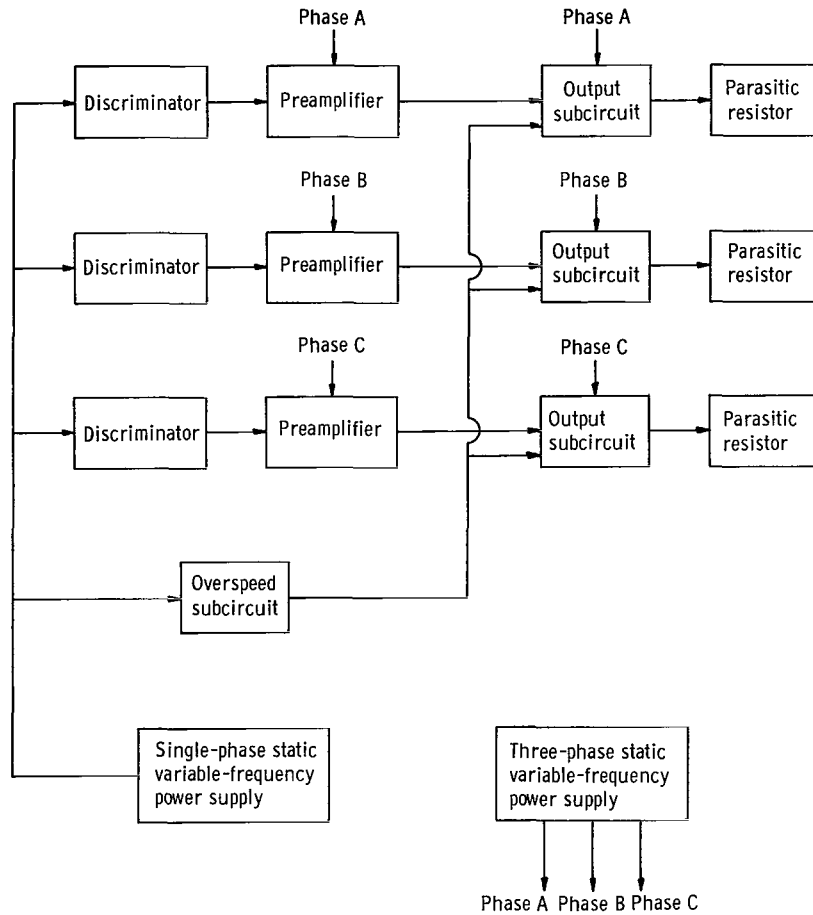 Phase A
Phase A
Discriminator
Preamplifier
Output
subcircuit
Parasitic
resistor
Phase B
Phase B
Discriminator
Preamplifier
Output
subcircuit
Parasitic
resistor
Phase C
Phase C
Discriminator
Preamplifier
Output
subcircuit
Parasitic
resistor
Overspeed
subcircuit
Single-phase static
variable-frequency
power supply
Three-phase static
variable-frequency
power supply
Phase A Phase B Phase C